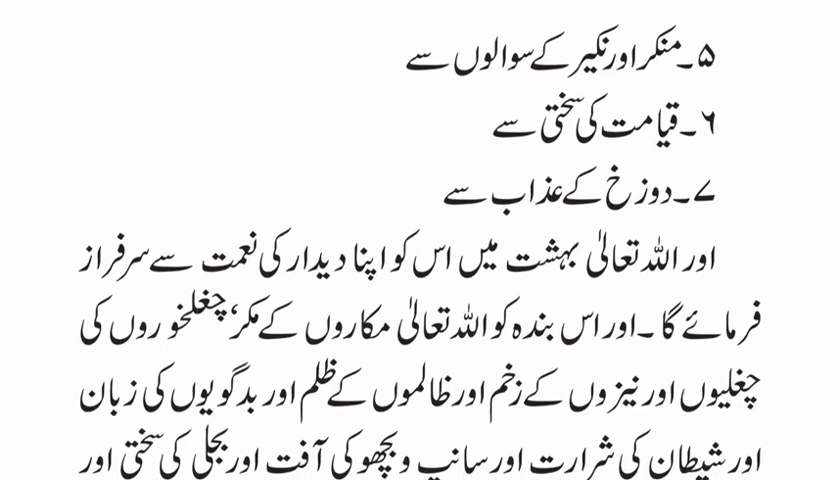 ۵۔منکر اور نکیر کے سوالوں سے
۶۔قیامت کی سختی سے
۷۔دوزخ کے عذاب سے
اور اللہ تعالیٰ بہشت میں اس کو اپنا دیدار کی نعمت سے سرفراز
فرمائے گا۔اور اس بندہ کو اللہ تعالیٰ مکاروں کے مکر، چغلخوروں کی
چغلیوں اور نیزوں کے زخم اور ظالموں کے ظلم اور بدگویوں کی زبان
اور شیطان کی شرارت اور سانپ و بچھو کی آفت اور بجلی کی سختی اور